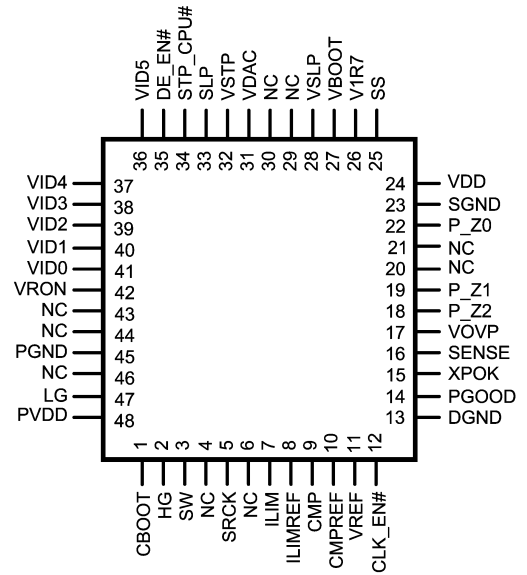 VID5 DE_EN# STP_CPU# SLP VSTP VDAC NC NC VSLP VBOOT V1R7 SS
36 35 34 33 32 31 30 29 28 27 26 25
VID4 37 24 VDD
VID3 38 23 SGND
VID2 39 22 P_Z0
VID1 40 21 NC
VID0 41 20 NC
VRON 42 19 P_Z1
NC 43 18 P_Z2
NC 44 17 VOVP
PGND 45 16 SENSE
NC 46 15 XPOK
LG 47 14 PGOOD
PVDD 48 13 DGND
1 2 3 4 5 6 7 8 9 10 11 12
CBOOT HG SW NC SRCK NC ILIM ILIMREF CMP CMPREF VREF CLK_EN#